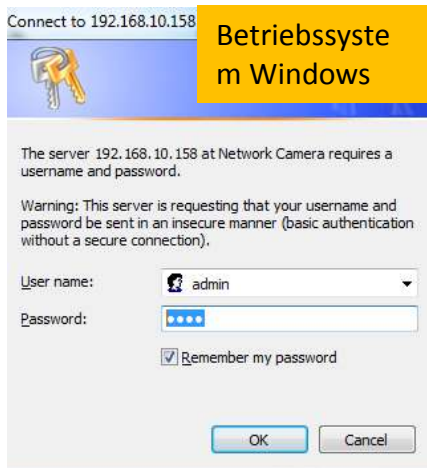 Connect to 192.168.10.158
Betriebssyste
m Windows
The server 192.168.10.158 at Network Camera requires a
username and password.
Warning: This server is requesting that your username and
password be sent in an insecure manner (basic authentication
without a secure connection).
User name:
admin
Password:
••••
Remember my password
OK
Cancel